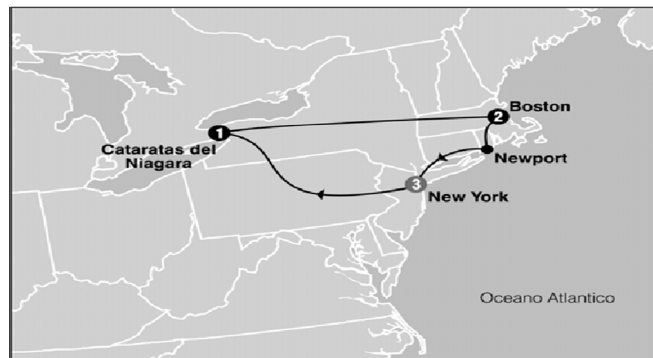 2
Boston
1
Cataratas del
Niagara
Newport
3
New York
Oceano Atlantico